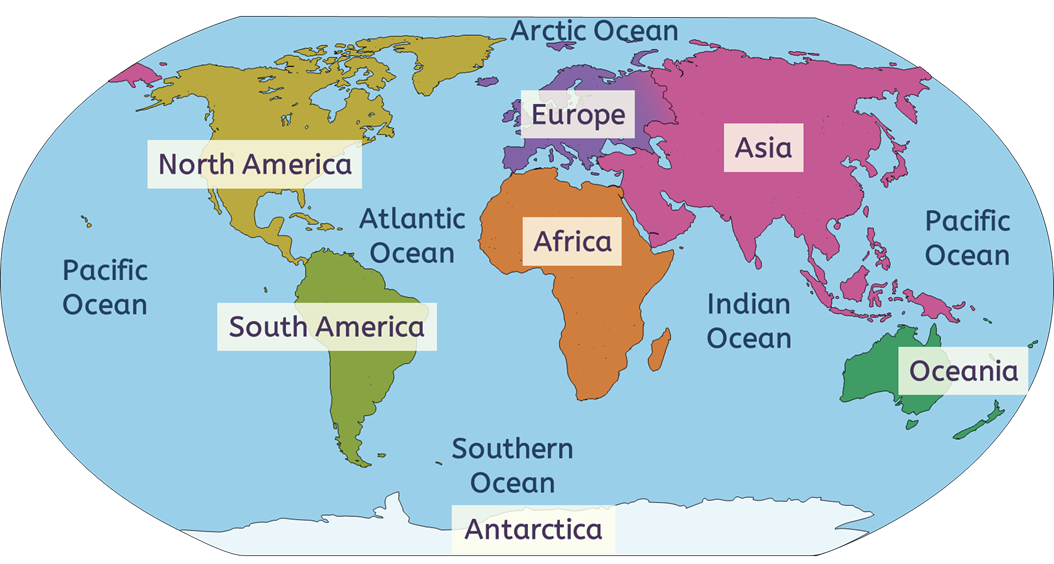 Arctic Ocean
Europe
Asia
North America
Atlantic
Ocean
Africa
Pacific
Ocean
Pacific
Ocean
Indian
Ocean
South America
Oceania
Southern
Ocean
Antarctica